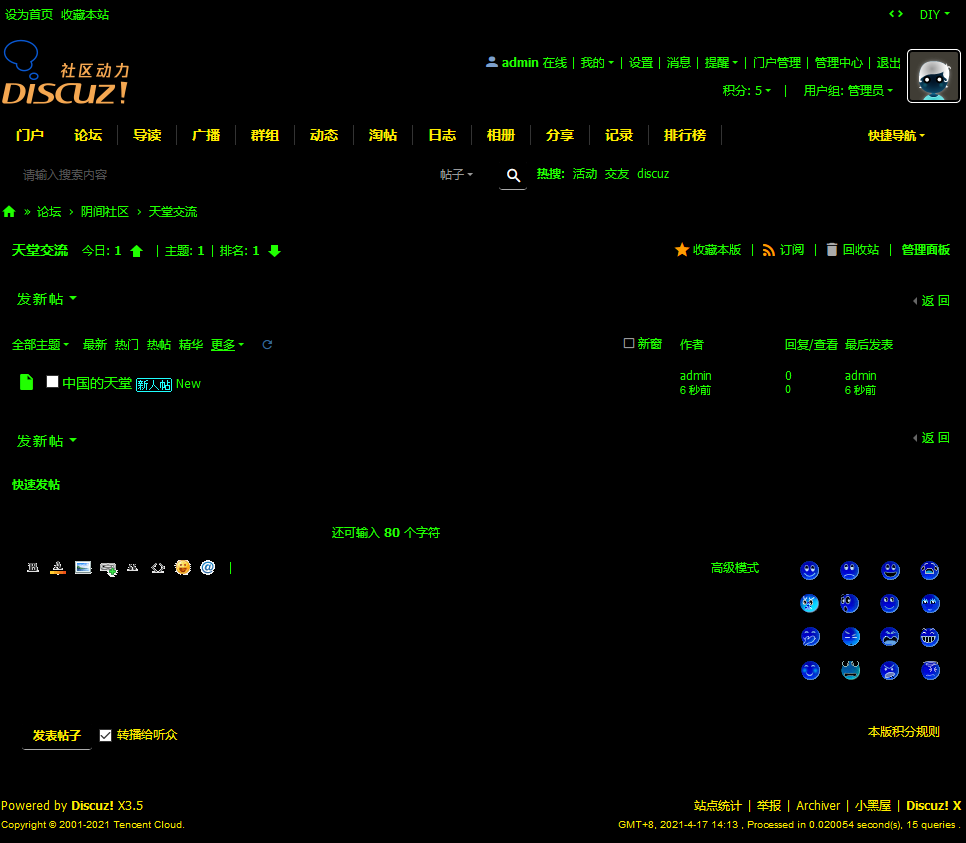 设为首页 收藏本站 DIY
社区动力
DISCUZ!
admin 在线 | 我的 | 设置 | 消息 | 提醒 | 门户管理 | 管理中心 | 退出
积分: 5 | 用户组: 管理员
门户 论坛 导读 广播 群组 动态 淘帖 日志 相册 分享 记录 排行榜 快捷导航
请输入搜索内容 帖子 热搜: 活动 交友 discuz
» 论坛 › 阴间社区 › 天堂交流
天堂交流 今日: 1 | 主题: 1 | 排名: 1 收藏本版 | 订阅 | 回收站 | 管理面板
发新帖 返 回
全部主题 最新 热门 热帖 精华 更多 新窗 作者 回复/查看 最后发表
中国的天堂 新人帖 New admin 0 admin
6 秒前 0 6 秒前
发新帖 返 回
快速发帖
还可输入 80 个字符
@ | 高级模式
发表帖子 转播给听众 本版积分规则
Powered by Discuz! X3.5 站点统计 | 举报 | Archiver | 小黑屋 | Discuz! X
Copyright © 2001-2021 Tencent Cloud. GMT+8, 2021-4-17 14:13 , Processed in 0.020054 second(s), 15 queries .